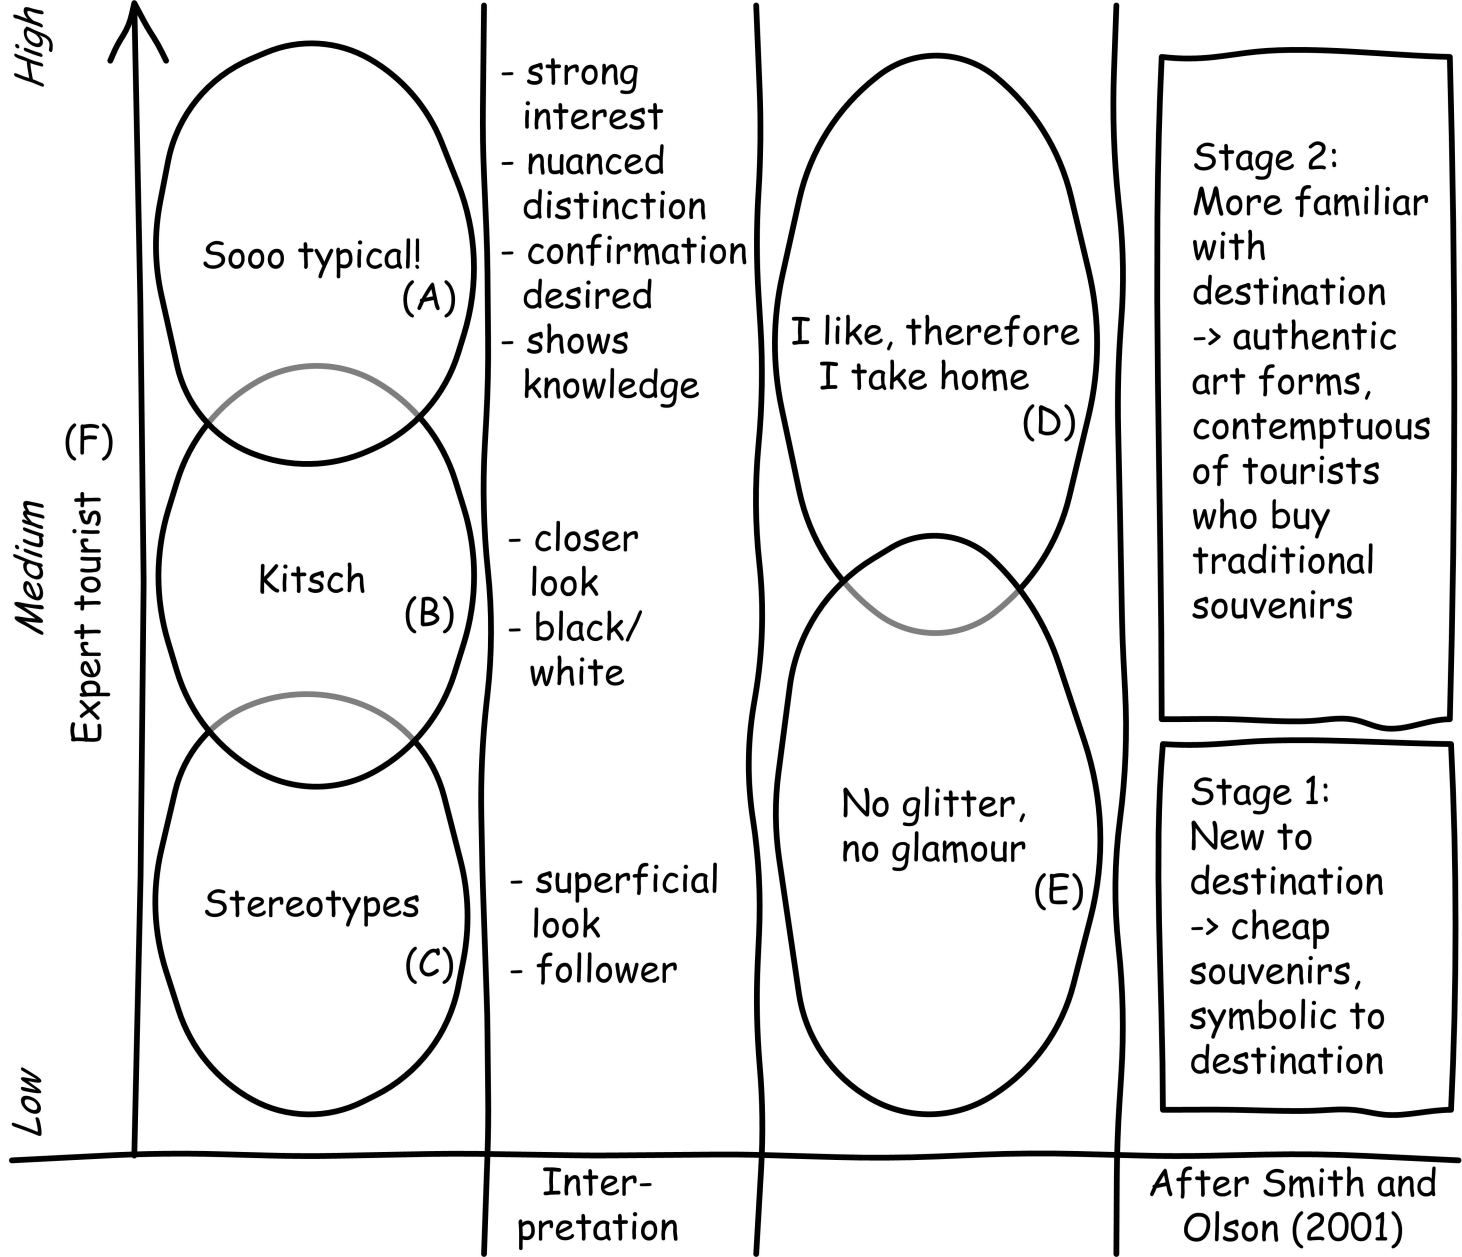 High
Medium
Low
(F)
Expert tourist
Sooo typical!
(A)
Kitsch
(B)
Stereotypes
(C)
- strong
interest
- nuanced
distinction
- confirmation
desired
- shows
knowledge
- closer
look
- black/
white
- superficial
look
- follower
Inter-
pretation
I like, therefore
I take home
(D)
No glitter,
no glamour
(E)
Stage 2:
More familiar
with
destination
-> authentic
art forms,
contemptuous
of tourists
who buy
traditional
souvenirs
Stage 1:
New to
destination
-> cheap
souvenirs,
symbolic to
destination
After Smith and
Olson (2001)